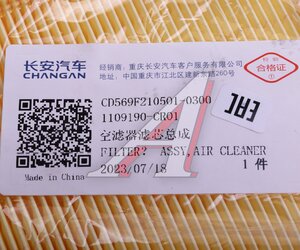 长安汽车
CHANGAN
经销商：重庆长安汽车客户服务有限公司
地址：中国重庆市江北区建新东路260号
检验
合格证
CD569F210501-0300
1109190-CR01
空滤器滤芯总成
FILTER? ASSY,AIR CLEANER
2023/07/18 1 件
Made in China
EAC